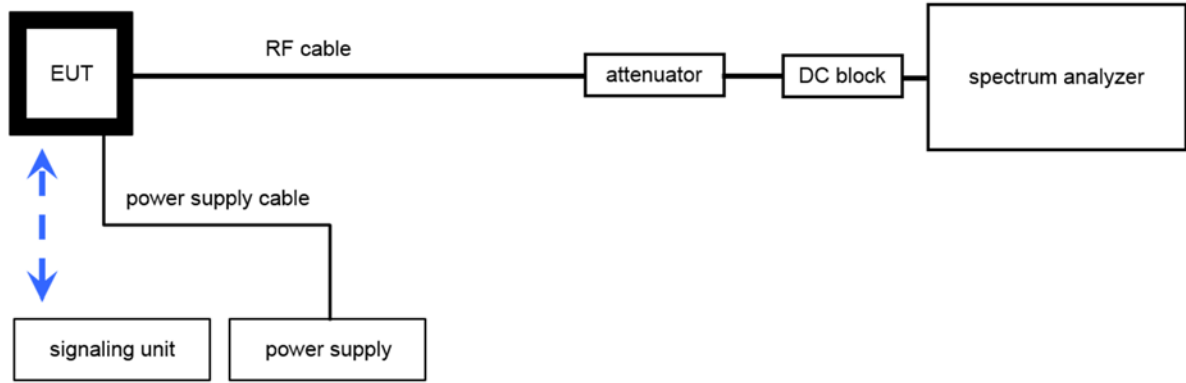 EUT
RF cable
attenuator
DC block
spectrum analyzer
power supply cable
signaling unit
power supply